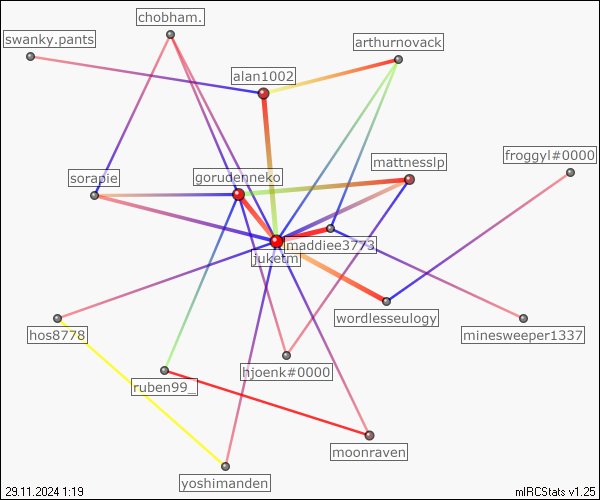 chobham.
swanky.pants
arthurnovack
alan1002
froggyl#0000
mattnesslp
sorapie
gorudenneko
maddiee3773
juketm
wordlesseulogy
minesweeper1337
hos8778
hjoenk#0000
ruben99_
moonraven
yoshimanden
29.11.2024 1:19
mIRCStats v1.25